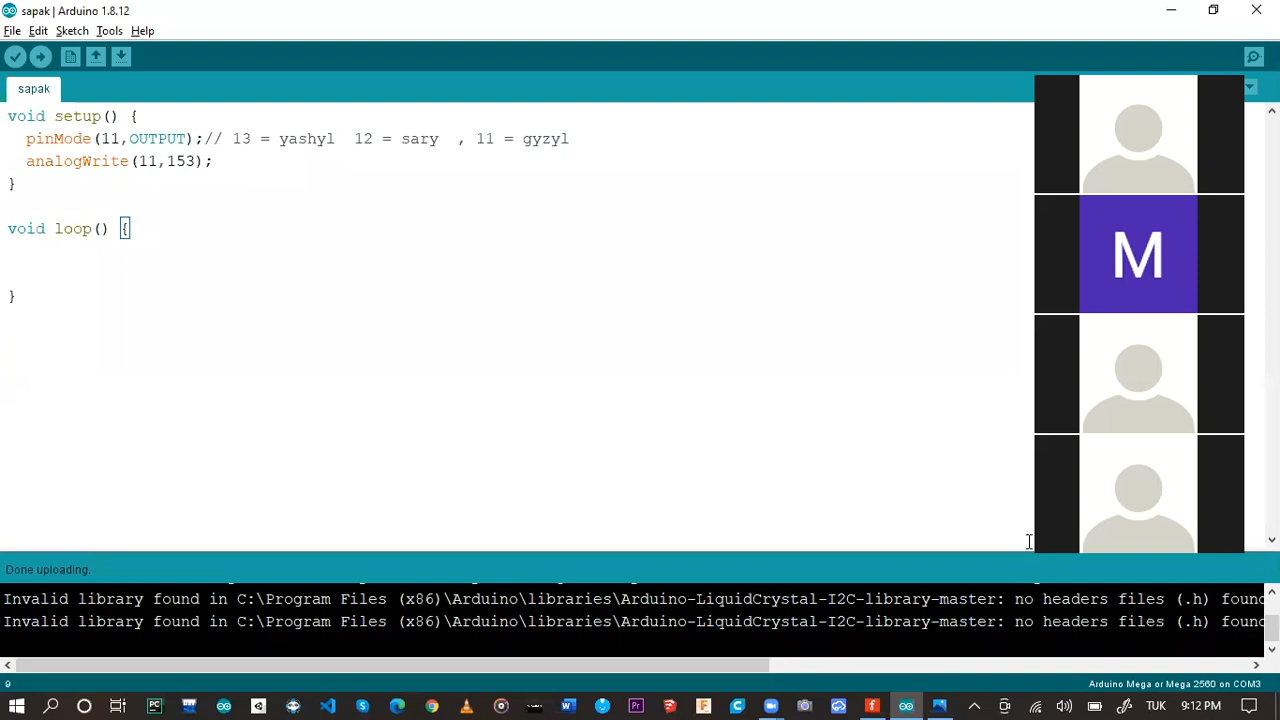 sapak | Arduino 1.8.12
File Edit Sketch Tools Help
sapak
void setup() {
pinMode(11,OUTPUT);// 13 = yashyl 12 = sary , 11 = gyzyl
analogWrite(11,153);
}
void loop() {
}
M
Done uploading.
Invalid library found in C:\Program Files (x86)\Arduino\libraries\Arduino-LiquidCrystal-I2C-library-master: no headers files (.h) found
Invalid library found in C:\Program Files (x86)\Arduino\libraries\Arduino-LiquidCrystal-I2C-library-master: no headers files (.h) found
9
Arduino Mega or Mega 2560 on COM3
TUK
9:12 PM